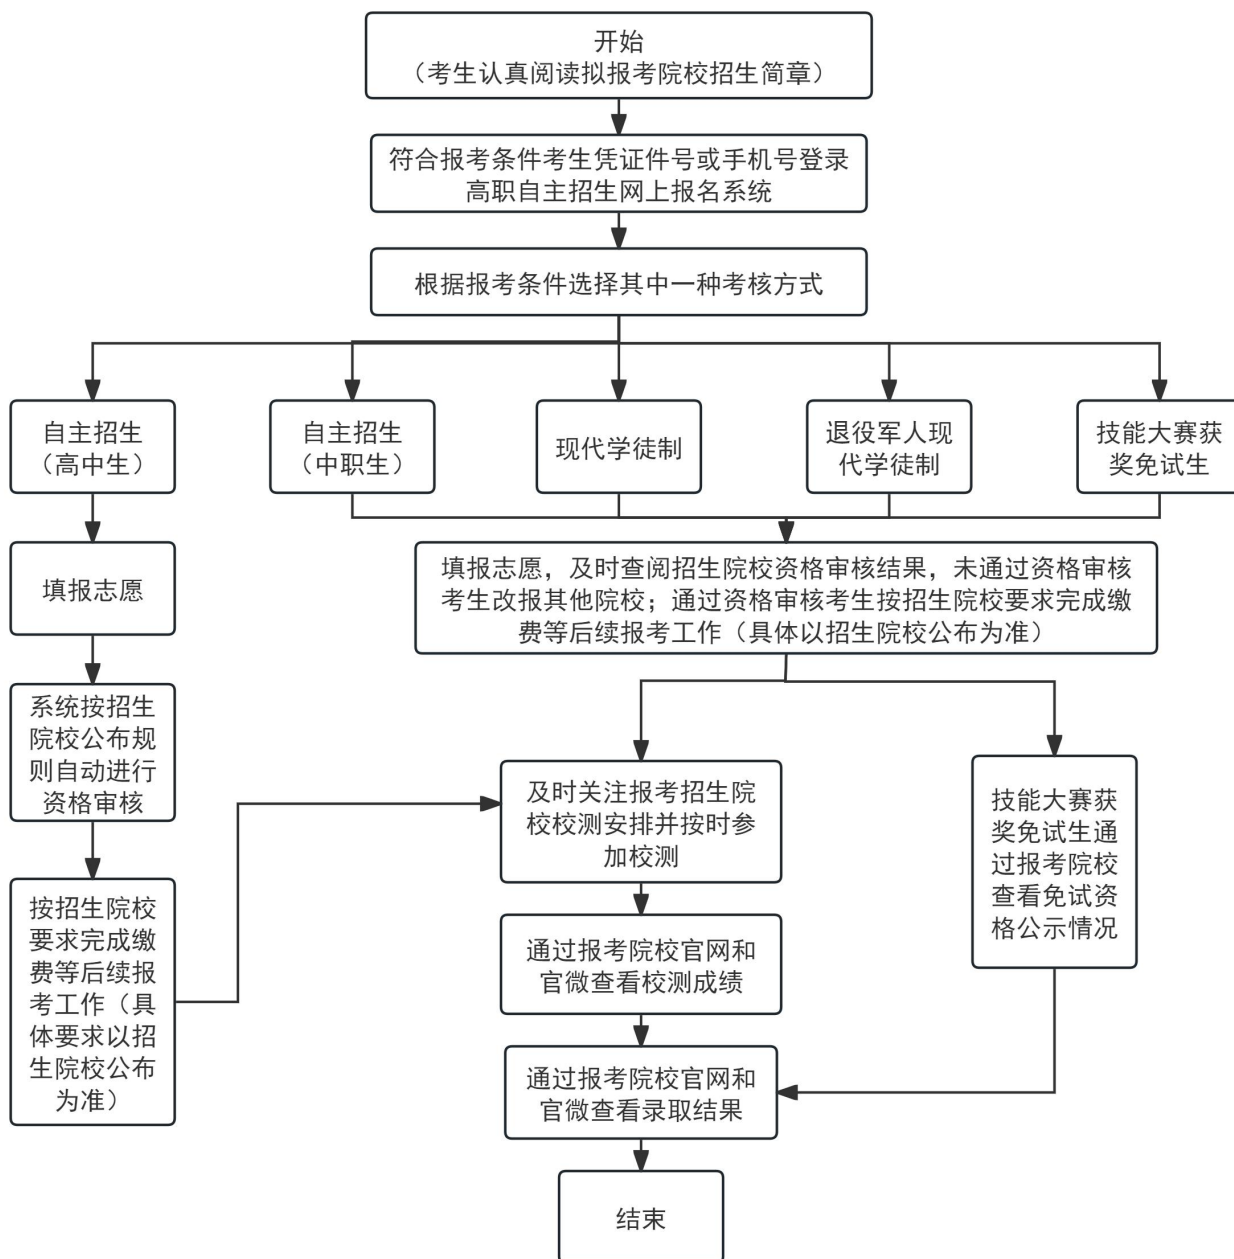 开始
（考生认真阅读拟报考院校招生简章）
符合报考条件考生凭证件号或手机号登录
高职自主招生网上报名系统
根据报考条件选择其中一种考核方式
自主招生
（高中生）
自主招生
（中职生）
现代学徒制
退役军人现
代学徒制
技能大赛获
奖免试生
填报志愿
系统按招生
院校公布规
则自动进行
资格审核
按招生院校
要求完成缴
费等后续报
考工作（具
体要求以招
生院校公布
为准）
填报志愿，及时查阅招生院校资格审核结果，未通过资格审核
考生改报其他院校；通过资格审核考生按招生院校要求完成缴
费等后续报考工作（具体以招生院校公布为准）
及时关注报考招生院
校校测安排并按时参
加校测
技能大赛获
奖免试生通
过报考院校
查看免试资
格公示情况
通过报考院校官网和
官微查看校测成绩
通过报考院校官网和
官微查看录取结果
结束